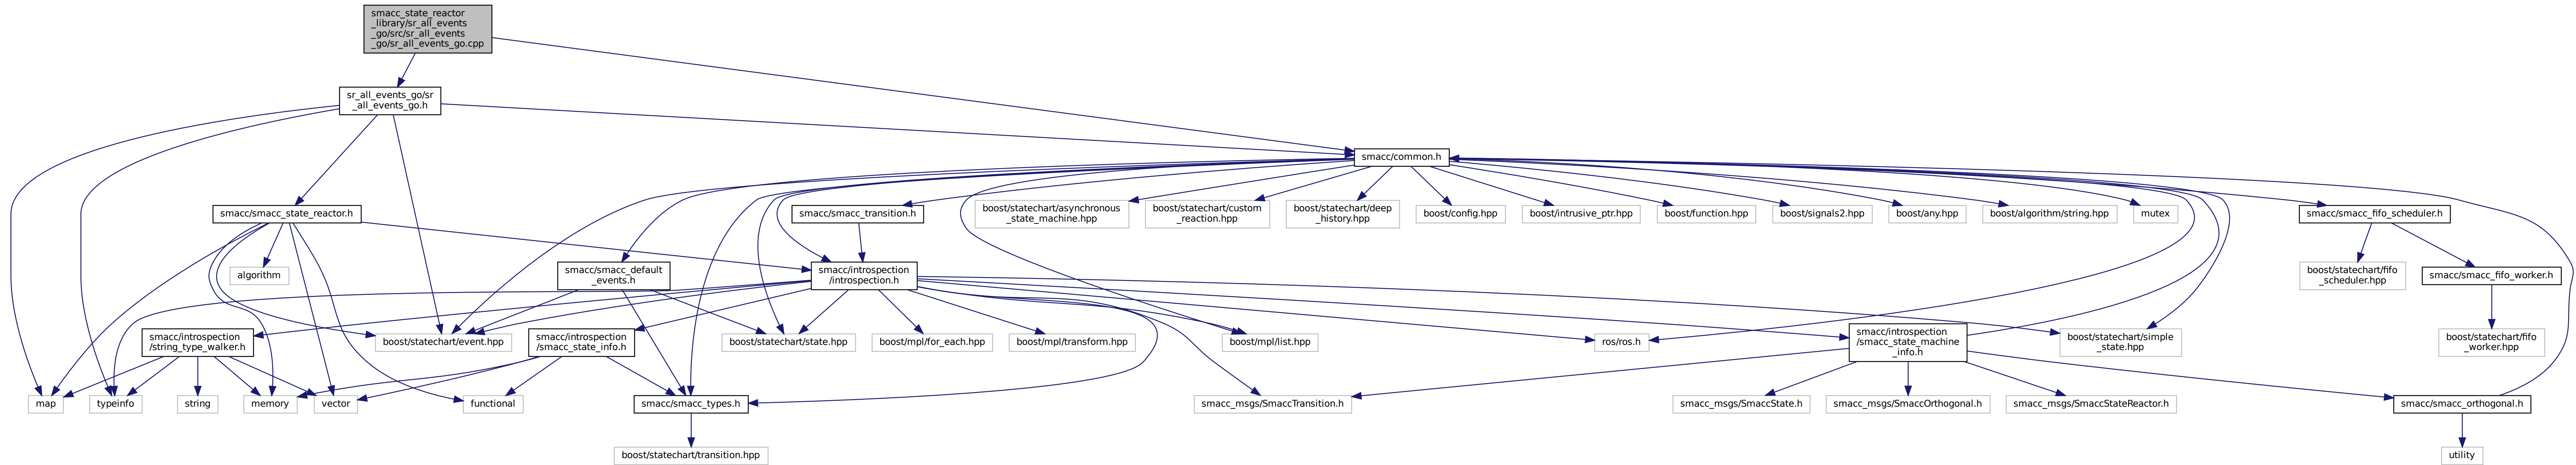 smacc_state_reactor
_library/sr_all_events
_go/src/sr_all_events
_go/sr_all_events_go.cpp
sr_all_events_go/sr
_all_events_go.h
smacc/common.h
smacc/smacc_state_reactor.h
smacc/smacc_transition.h
boost/statechart/asynchronous
_state_machine.hpp
boost/statechart/custom
_reaction.hpp
boost/statechart/deep
_history.hpp
boost/config.hpp
boost/intrusive_ptr.hpp
boost/function.hpp
boost/signals2.hpp
boost/any.hpp
boost/algorithm/string.hpp
mutex
smacc/smacc_fifo_scheduler.h
algorithm
smacc/smacc_default
_events.h
smacc/introspection
/introspection.h
boost/statechart/fifo
_scheduler.hpp
smacc/smacc_fifo_worker.h
smacc/introspection
/string_type_walker.h
boost/statechart/event.hpp
smacc/introspection
/smacc_state_info.h
boost/statechart/state.hpp
boost/mpl/for_each.hpp
boost/mpl/transform.hpp
boost/mpl/list.hpp
ros/ros.h
smacc/introspection
/smacc_state_machine
_info.h
boost/statechart/simple
_state.hpp
boost/statechart/fifo
_worker.hpp
map
typeinfo
string
memory
vector
functional
smacc/smacc_types.h
smacc_msgs/SmaccTransition.h
smacc_msgs/SmaccState.h
smacc_msgs/SmaccOrthogonal.h
smacc_msgs/SmaccStateReactor.h
smacc/smacc_orthogonal.h
boost/statechart/transition.hpp
utility